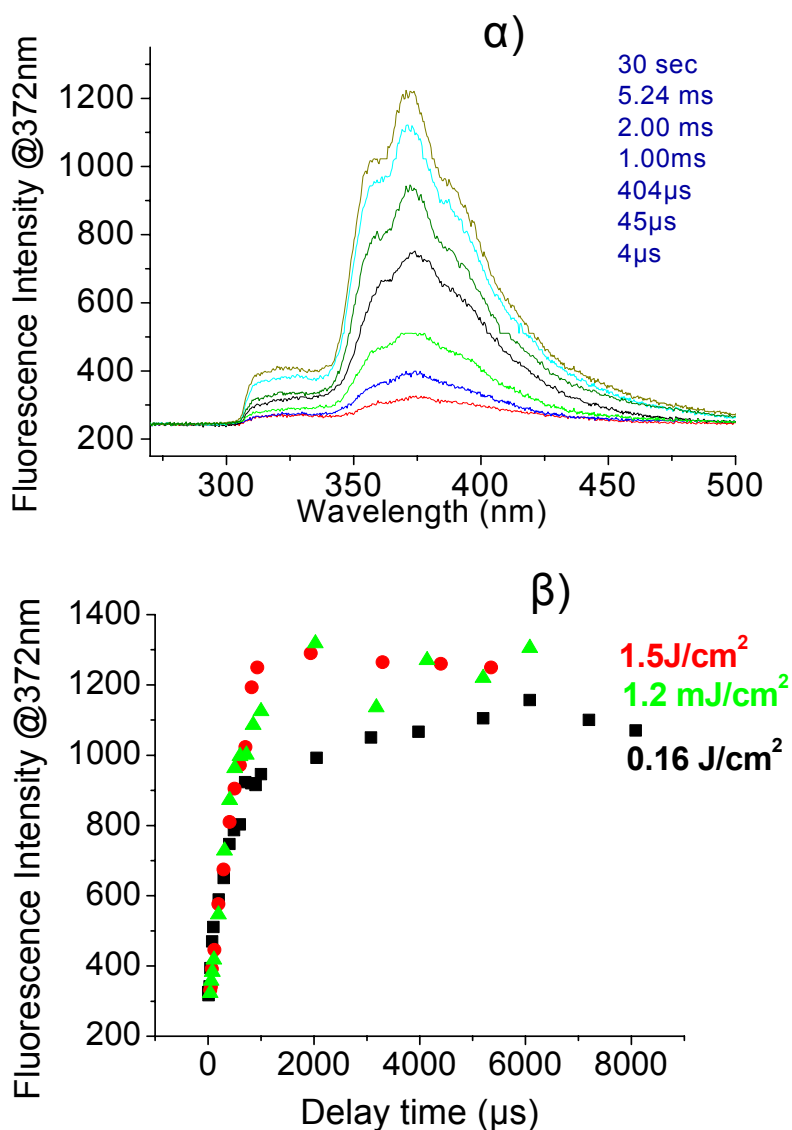 α)
30 sec
5.24 ms
2.00 ms
1.00ms
404µs
45µs
4µs
Fluorescence Intensity @372nm
1200
1000
800
600
400
200
300
350
400
450
500
Wavelength (nm)
β)
1.5J/cm²
1.2 mJ/cm²
0.16 J/cm²
Fluorescence Intensity @372nm
1400
1200
1000
800
600
400
200
0
2000
4000
6000
8000
Delay time (µs)